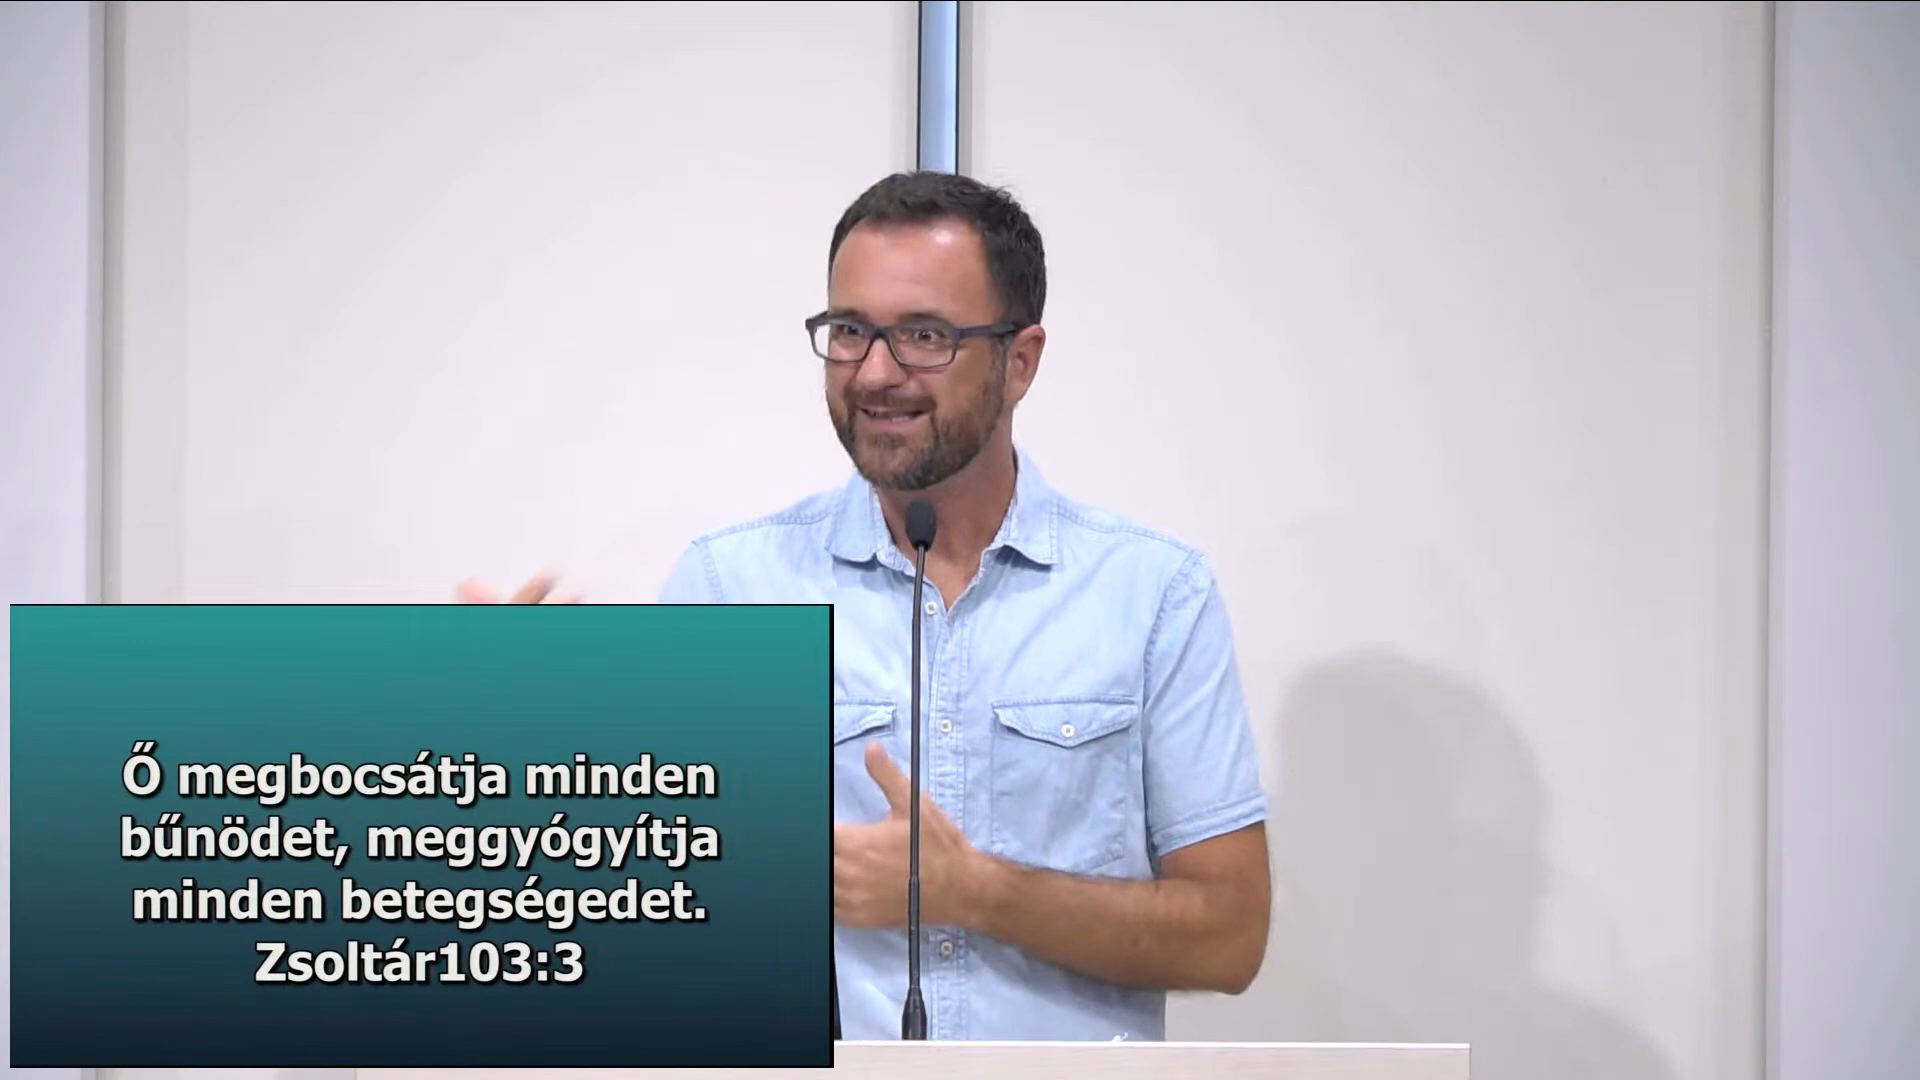 Ő megbocsátja minden
bűnödet, meggyógyítja
minden betegségedet.
Zsoltár103:3